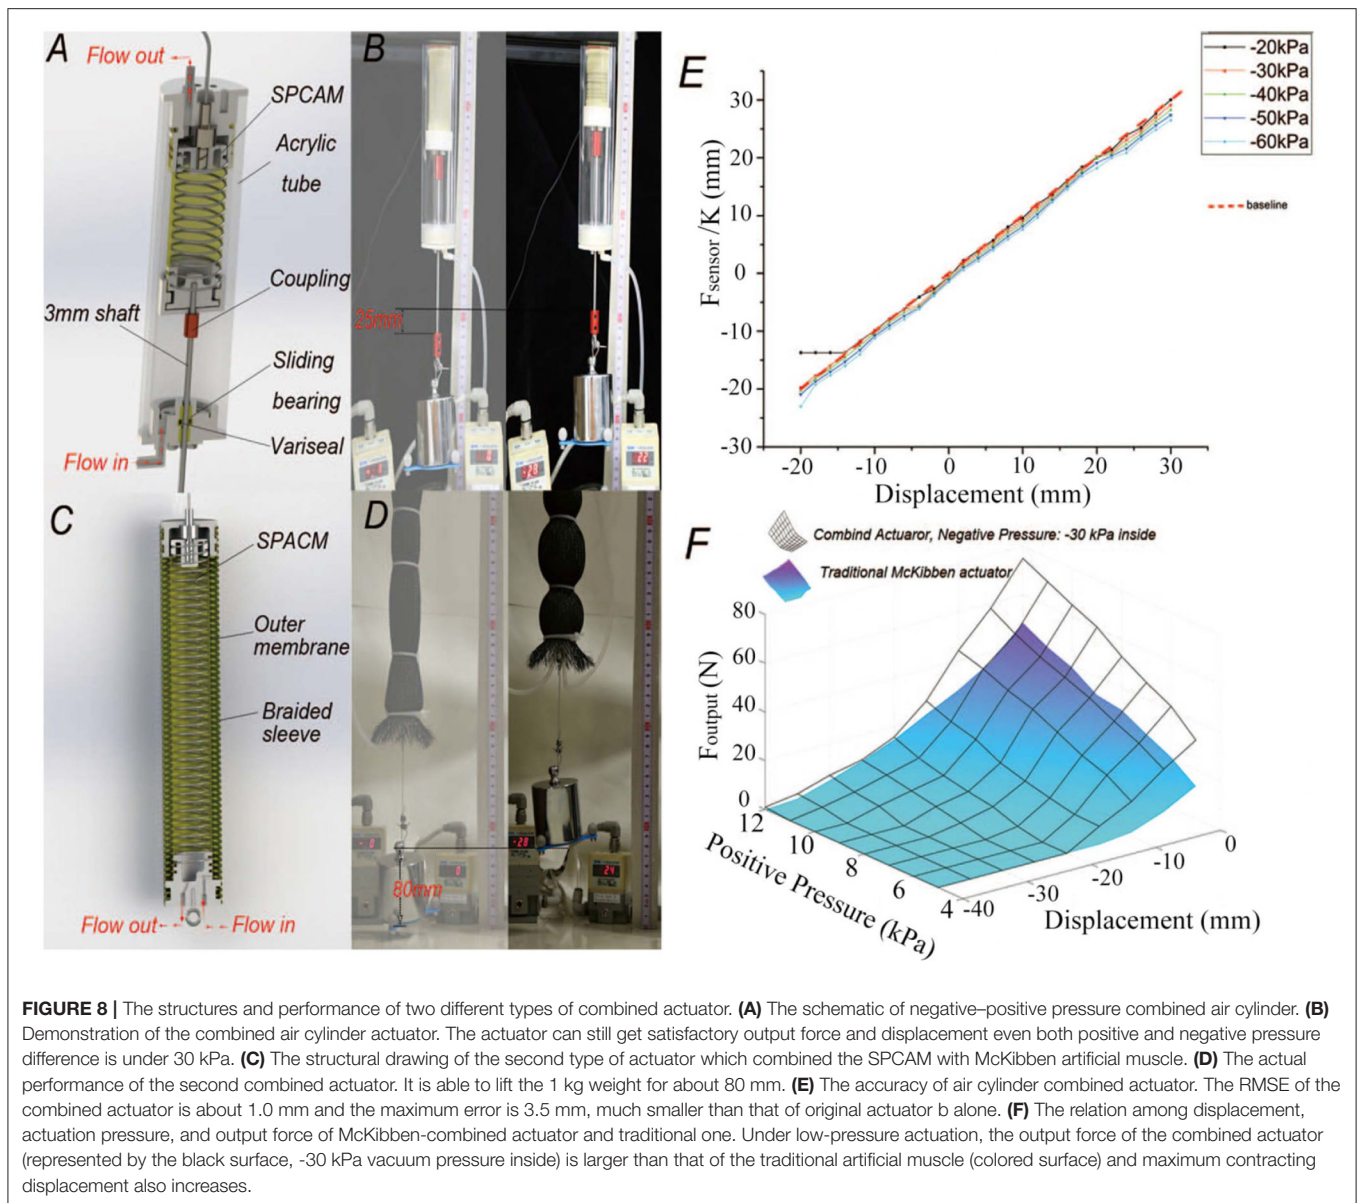 A
Flow out
SPCAM
Acrylic
tube
Coupling
3mm shaft
Sliding
bearing
Variseal
Flow in
B
25mm
-28
22
C
SPACM
Outer
membrane
Braided
sleeve
Flow out
Flow in
D
80mm
0
0
-28
24
E
-20kPa
-30kPa
-40kPa
-50kPa
-60kPa
baseline
Fsensor/K (mm)
30
20
10
0
-10
-20
-30
-20
-10
0
10
20
30
Displacement (mm)
F
Combind Actuaror, Negative Pressure: -30 kPa inside
Traditional McKibben actuator
Foutput (N)
80
60
40
20
0
12
10
8
6
4
Positive Pressure (kPa)
-40
-30
-20
-10
0
Displacement (mm)
FIGURE 8 | The structures and performance of two different types of combined actuator. (A) The schematic of negative–positive pressure combined air cylinder. (B)
Demonstration of the combined air cylinder actuator. The actuator can still get satisfactory output force and displacement even both positive and negative pressure
difference is under 30 kPa. (C) The structural drawing of the second type of actuator which combined the SPCAM with McKibben artificial muscle. (D) The actual
performance of the second combined actuator. It is able to lift the 1 kg weight for about 80 mm. (E) The accuracy of air cylinder combined actuator. The RMSE of the
combined actuator is about 1.0 mm and the maximum error is 3.5 mm, much smaller than that of original actuator b alone. (F) The relation among displacement,
actuation pressure, and output force of McKibben-combined actuator and traditional one. Under low-pressure actuation, the output force of the combined actuator
(represented by the black surface, -30 kPa vacuum pressure inside) is larger than that of the traditional artificial muscle (colored surface) and maximum contracting
displacement also increases.